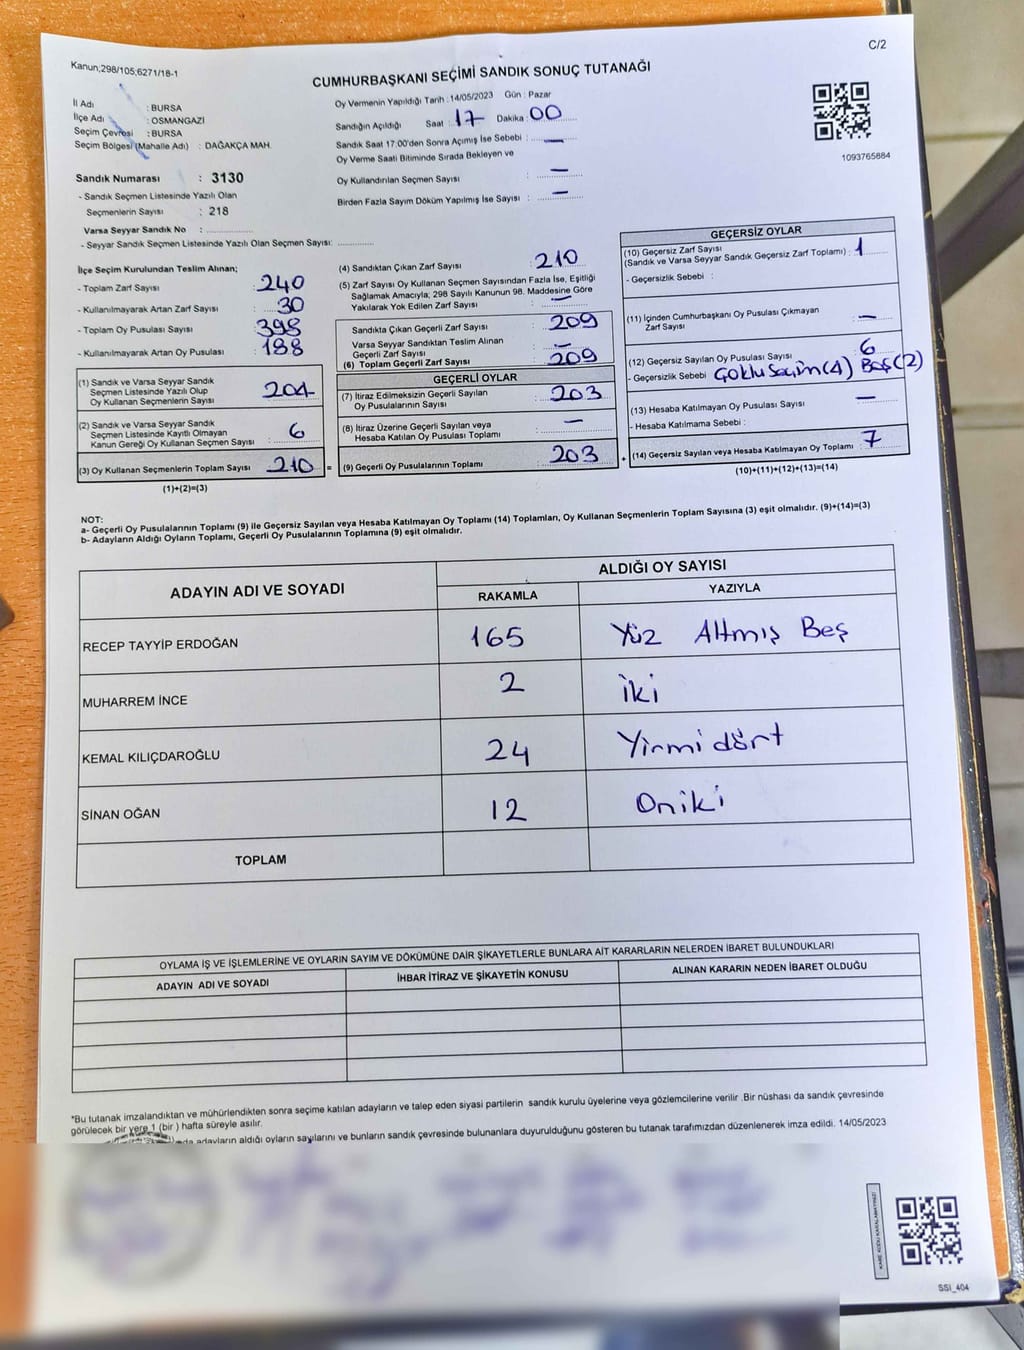 Kanun;298/105;6271/18-1
C/2
CUMHURBAŞKANI SEÇİMİ SANDIK SONUÇ TUTANAĞI
İl Adı : BURSA
İlçe Adı : OSMANGAZİ
Seçim Çevresi : BURSA
Seçim Bölgesi (Mahalle Adı) : DAĞAKÇA MAH.
Sandık Numarası : 3130
- Sandık Seçmen Listesinde Yazılı Olan
Seçmenlerin Sayısı : 218
Varsa Seyyar Sandık No :
- Seyyar Sandık Seçmen Listesinde Yazılı Olan Seçmen Sayısı:
Oy Vermenin Yapıldığı Tarih : 14/05/2023 Gün : Pazar
Sandığın Açıldığı Saat : 17 Dakika : 00
Sandık Saat 17:00'den Sonra Açımış İse Sebebi : —
Oy Verme Saati Bitiminde Sırada Bekleyen ve
Oy Kullandırılan Seçmen Sayısı : —
Birden Fazla Sayım Döküm Yapılmış İse Sayısı : —
1093765884
İlçe Seçim Kurulundan Teslim Alınan;
- Toplam Zarf Sayısı : 240
- Kullanılmayarak Artan Zarf Sayısı : 30
- Toplam Oy Pusulası Sayısı : 398
- Kullanılmayarak Artan Oy Pusulası : 188
(1) Sandık ve Varsa Seyyar Sandık
Seçmen Listesinde Yazılı Olup
Oy Kullanan Seçmenlerin Sayısı : 204
(2) Sandık ve Varsa Seyyar Sandık
Seçmen Listesinde Kayıtlı Olmayan
Kanun Gereği Oy Kullanan Seçmen Sayısı : 6
(3) Oy Kullanan Seçmenlerin Toplam Sayısı : 210 =
(1)+(2)=(3)
(4) Sandıktan Çıkan Zarf Sayısı : 210
(5) Zarf Sayısı Oy Kullanan Seçmen Sayısından Fazla İse, Eşitliği
Sağlamak Amacıyla; 298 Sayılı Kanunun 98. Maddesine Göre
Yakılarak Yok Edilen Zarf Sayısı : —
Sandıkta Çıkan Geçerli Zarf Sayısı : 209
Varsa Seyyar Sandıktan Teslim Alınan
Geçerli Zarf Sayısı : —
(6) Toplam Geçerli Zarf Sayısı : 209
GEÇERLİ OYLAR
(7) İtiraz Edilmeksizin Geçerli Sayılan
Oy Pusulalarının Sayısı : 203
(8) İtiraz Üzerine Geçerli Sayılan veya
Hesaba Katılan Oy Pusulası Toplamı : —
(9) Geçerli Oy Pusulalarının Toplamı : 203 +
GEÇERSİZ OYLAR
(10) Geçersiz Zarf Sayısı
(Sandık ve Varsa Seyyar Sandık Geçersiz Zarf Toplamı) : 1
- Geçersizlik Sebebi :
(11) İçinden Cumhurbaşkanı Oy Pusulası Çıkmayan
Zarf Sayısı : —
(12) Geçersiz Sayılan Oy Pusulası Sayısı : 6
- Geçersizlik Sebebi : Çoklu Seçim(4) Boş(2)
(13) Hesaba Katılmayan Oy Pusulası Sayısı : —
- Hesaba Katılmama Sebebi :
(14) Geçersiz Sayılan veya Hesaba Katılmayan Oy Toplamı : 7
(10)+(11)+(12)+(13)=(14)
NOT:
a- Geçerli Oy Pusulalarının Toplamı (9) ile Geçersiz Sayılan veya Hesaba Katılmayan Oy Toplamı (14) Toplamları, Oy Kullanan Seçmenlerin Toplam Sayısına (3) eşit olmalıdır. (9)+(14)=(3)
b- Adayların Aldığı Oyların Toplamı, Geçerli Oy Pusulalarının Toplamına (9) eşit olmalıdır.
ADAYIN ADI VE SOYADI ALDIĞI OY SAYISI
RAKAMLA YAZIYLA
RECEP TAYYİP ERDOĞAN 165 Yüz Altmış Beş
MUHARREM İNCE 2 iki
KEMAL KILIÇDAROĞLU 24 Yirmi dört
SİNAN OĞAN 12 Oniki
TOPLAM
OYLAMA İŞ VE İŞLEMLERİNE VE OYLARIN SAYIM VE DÖKÜMÜNE DAİR ŞİKAYETLERLE BUNLARA AİT KARARLARIN NELERDEN İBARET BULUNDUKLARI
ADAYIN ADI VE SOYADI İHBAR İTİRAZ VE ŞİKAYETİN KONUSU ALINAN KARARIN NEDEN İBARET OLDUĞU
*Bu tutanak imzalandıktan ve mühürlendikten sonra seçime katılan adayların ve talep eden siyasi partilerin sandık kurulu üyelerine veya gözlemcilerine verilir .Bir nüshası da sandık çevresinde
görülecek bir yere 1 (bir ) hafta süreyle asılır.
adayların aldığı oyların sayılarını ve bunların sandık çevresinde bulunanlara duyurulduğunu gösteren bu tutanak tarafımızdan düzenlenerek imza edildi. 14/05/2023
KARE KODU KARALAMAYINIZ!
SSI_404